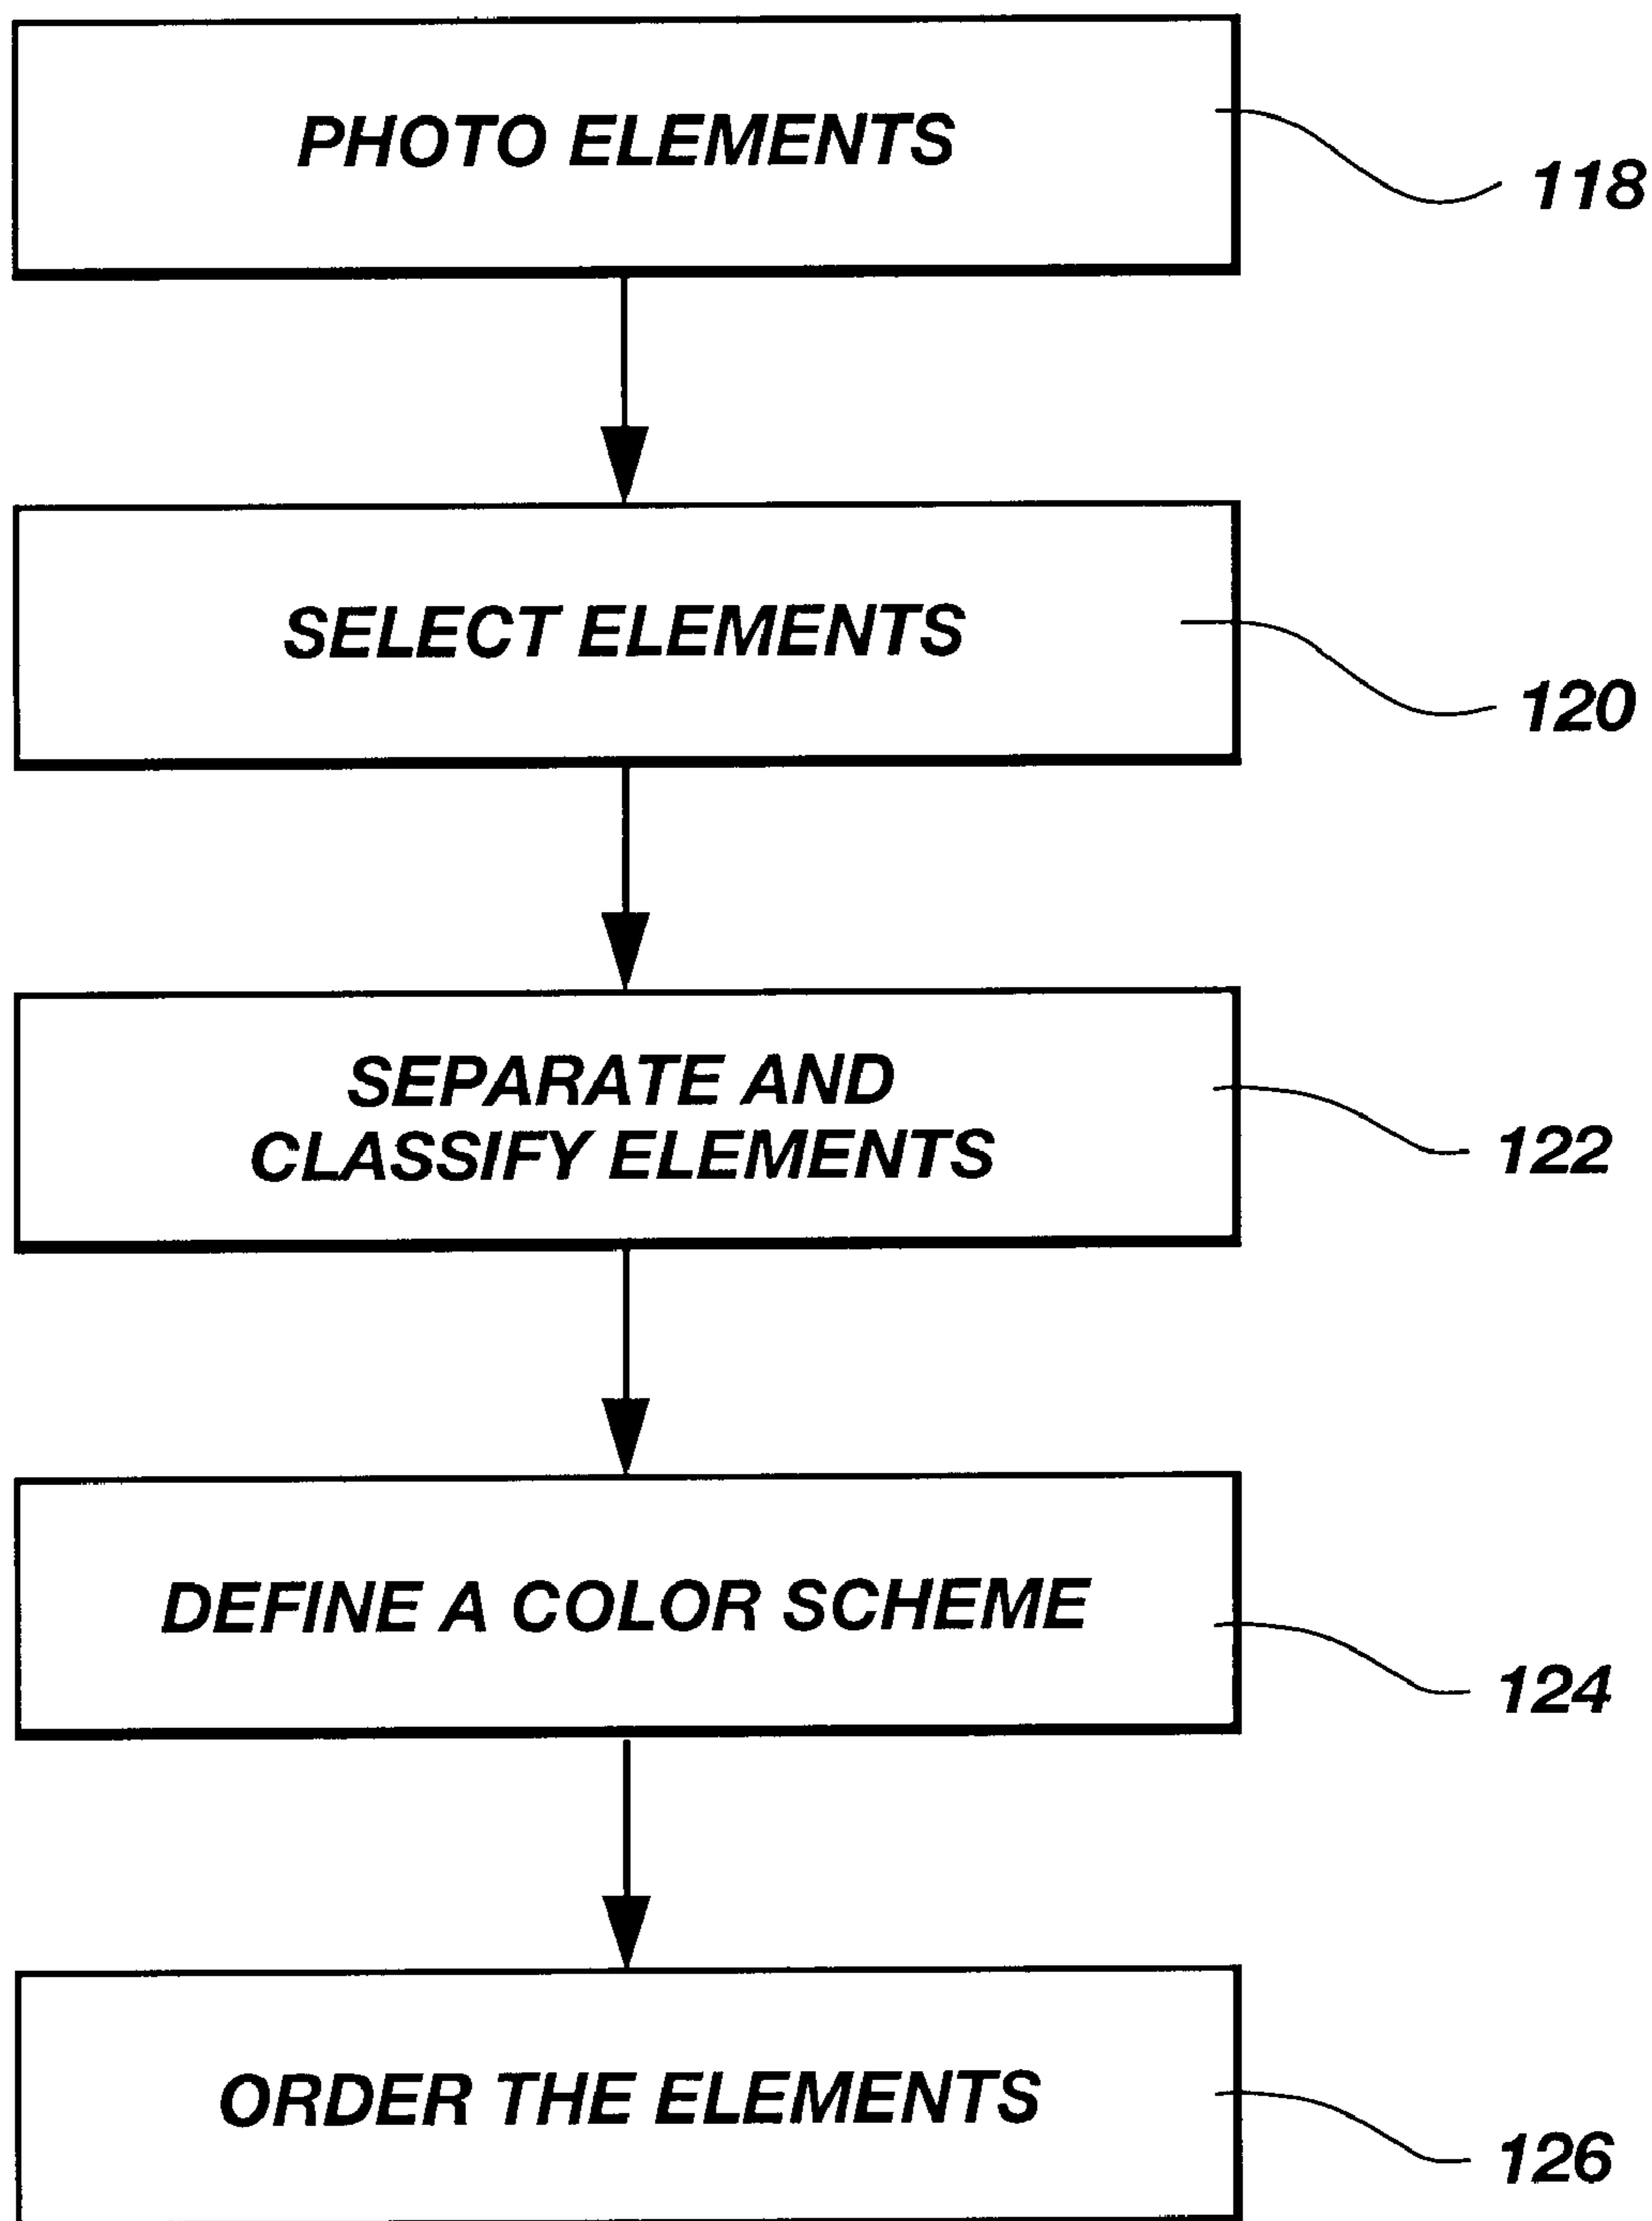 PHOTO ELEMENTS
118
SELECT ELEMENTS
120
SEPARATE AND
CLASSIFY ELEMENTS
122
DEFINE A COLOR SCHEME
124
ORDER THE ELEMENTS
126